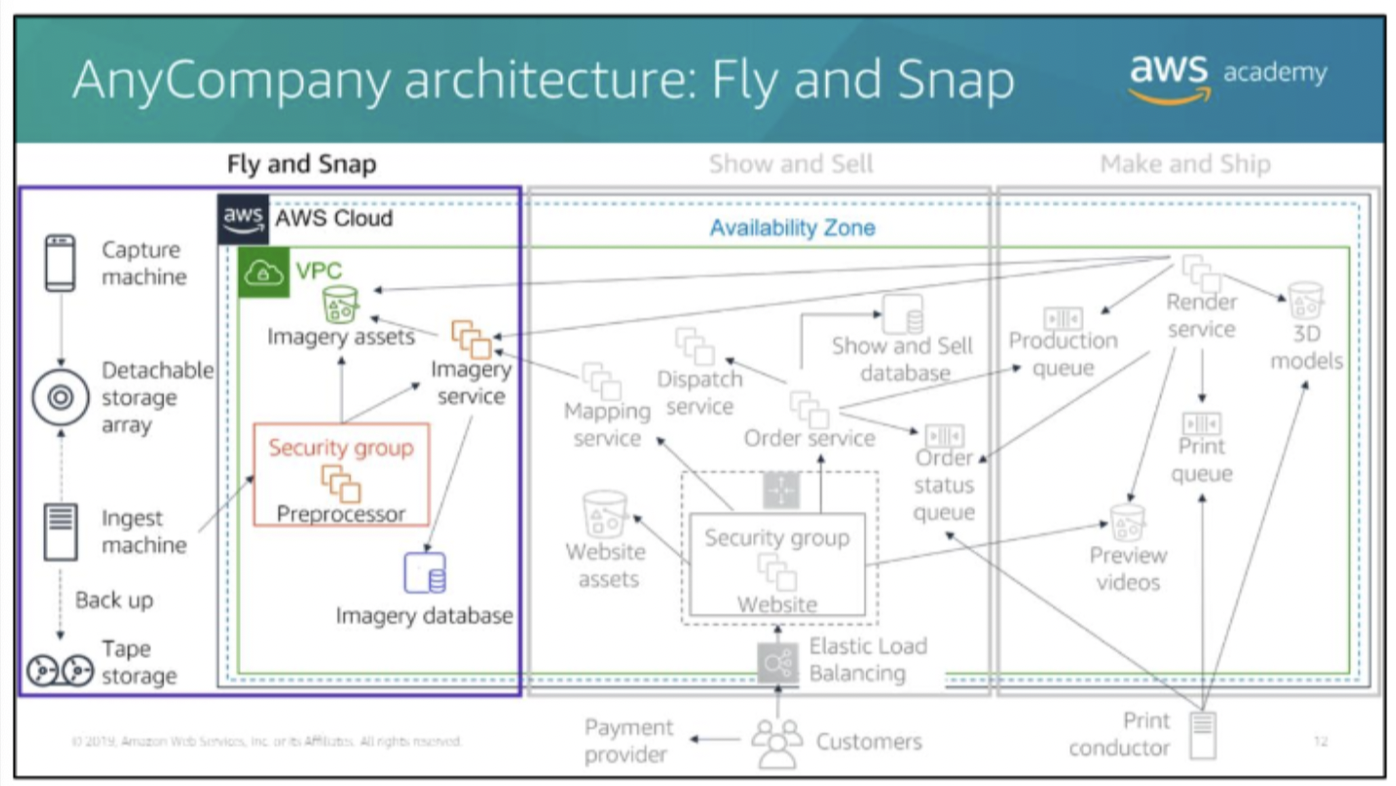 AnyCompany architecture: Fly and Snap
aws academy
Fly and Snap
Show and Sell
Make and Ship
aws
AWS Cloud
Availability Zone
VPC
Capture
machine
Detachable
storage
array
Ingest
machine
Back up
Tape
storage
Imagery assets
Imagery
service
Security group
Preprocessor
Imagery database
Mapping
service
Dispatch
service
Show and Sell
database
Order service
Order
status
queue
Website
assets
Security group
Website
Elastic Load
Balancing
Production
queue
Render
service
3D
models
Print
queue
Preview
videos
Payment
provider
Customers
Print
conductor
© 2019, Amazon Web Services, Inc. or its Affiliates. All rights reserved.
12